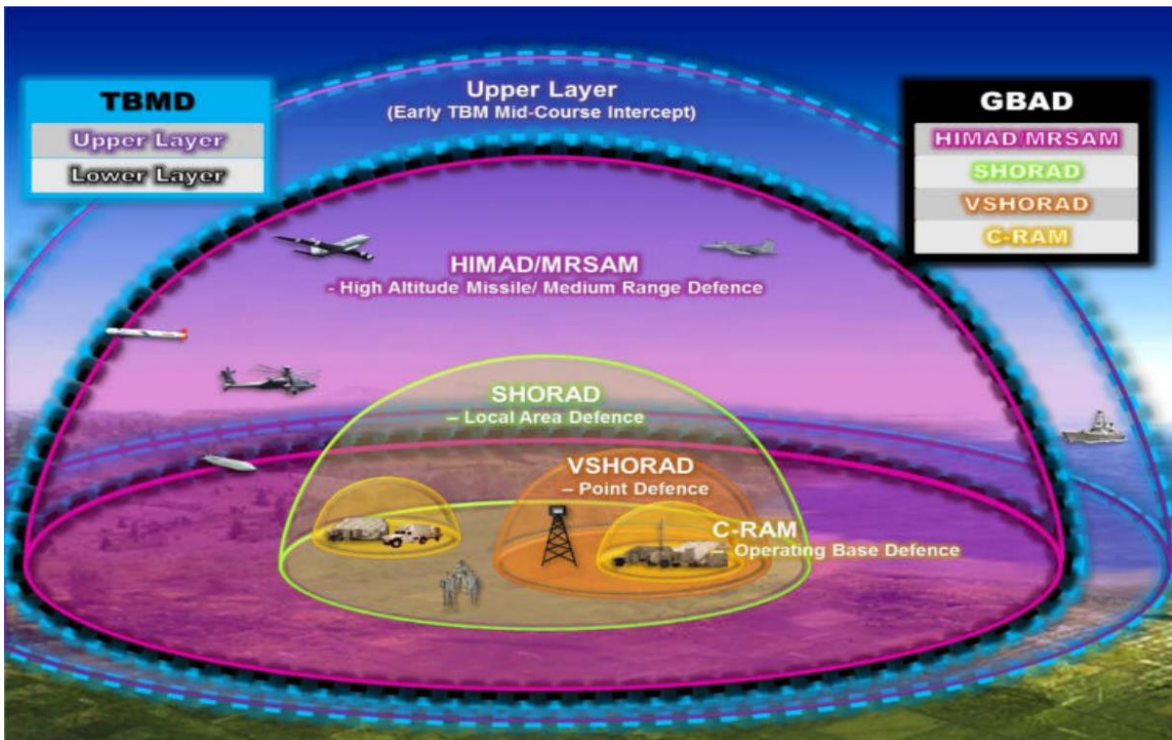 TBMD
Upper Layer
Lower Layer
Upper Layer
(Early TBM Mid-Course Intercept)
GBAD
HIMAD/MRSAM
SHORAD
VSHORAD
C-RAM
HIMAD/MRSAM
- High Altitude Missile/ Medium Range Defence
SHORAD
– Local Area Defence
VSHORAD
– Point Defence
C-RAM
– Operating Base Defence